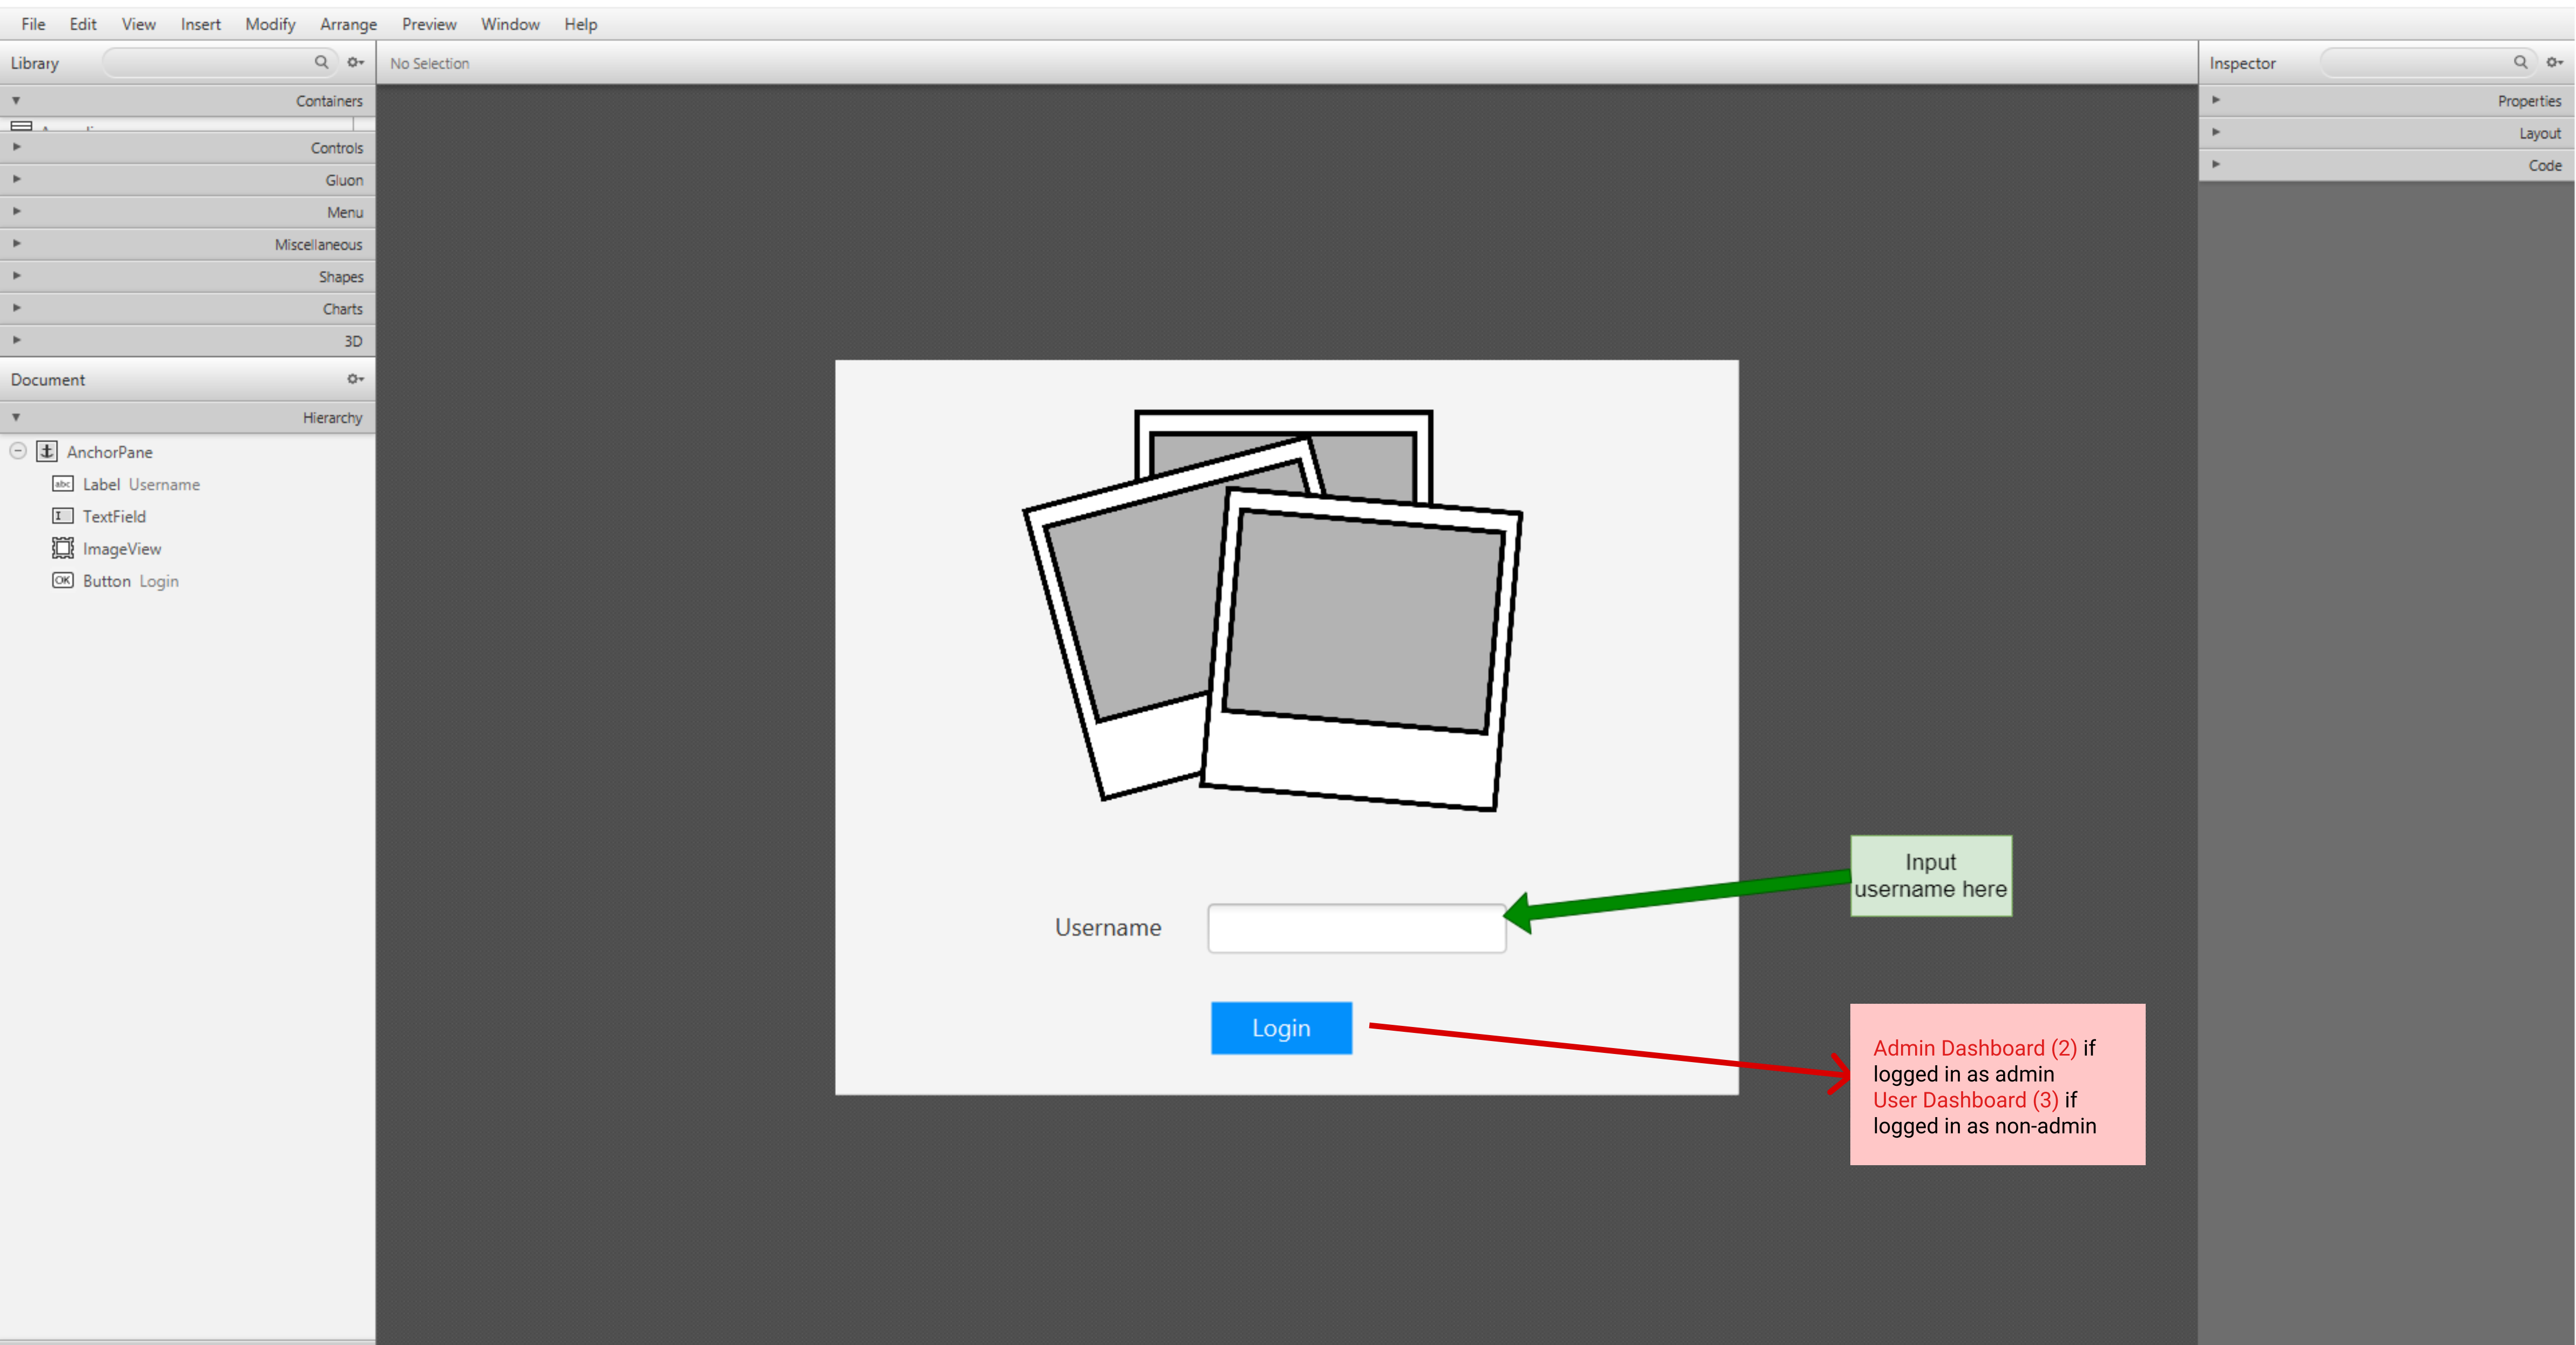 File Edit View Insert Modify Arrange Preview Window Help
Library
No Selection
Inspector
Containers
Controls
Gluon
Menu
Miscellaneous
Shapes
Charts
3D
Document
Hierarchy
AnchorPane
abc Label Username
I TextField
ImageView
OK Button Login
Properties
Layout
Code
Input
username here
Username
Login
Admin Dashboard (2) if
logged in as admin
User Dashboard (3) if
logged in as non-admin